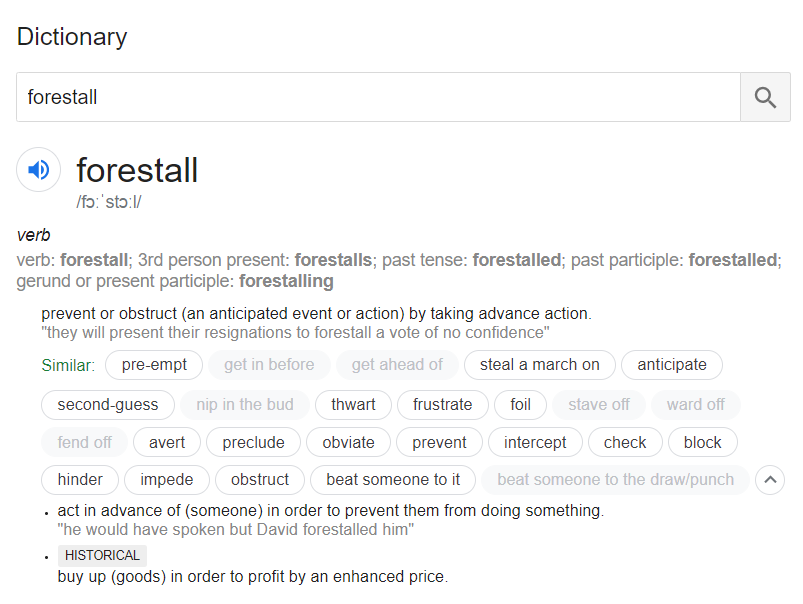 Dictionary
forestall
forestall
/fɔːˈstɔːl/
verb
verb: forestall; 3rd person present: forestalls; past tense: forestalled; past participle: forestalled;
gerund or present participle: forestalling
prevent or obstruct (an anticipated event or action) by taking advance action.
"they will present their resignations to forestall a vote of no confidence"
Similar: pre-empt get in before get ahead of steal a march on anticipate
second-guess nip in the bud thwart frustrate foil stave off ward off
fend off avert preclude obviate prevent intercept check block
hinder impede obstruct beat someone to it beat someone to the draw/punch
• act in advance of (someone) in order to prevent them from doing something.
"he would have spoken but David forestalled him"
• HISTORICAL
buy up (goods) in order to profit by an enhanced price.